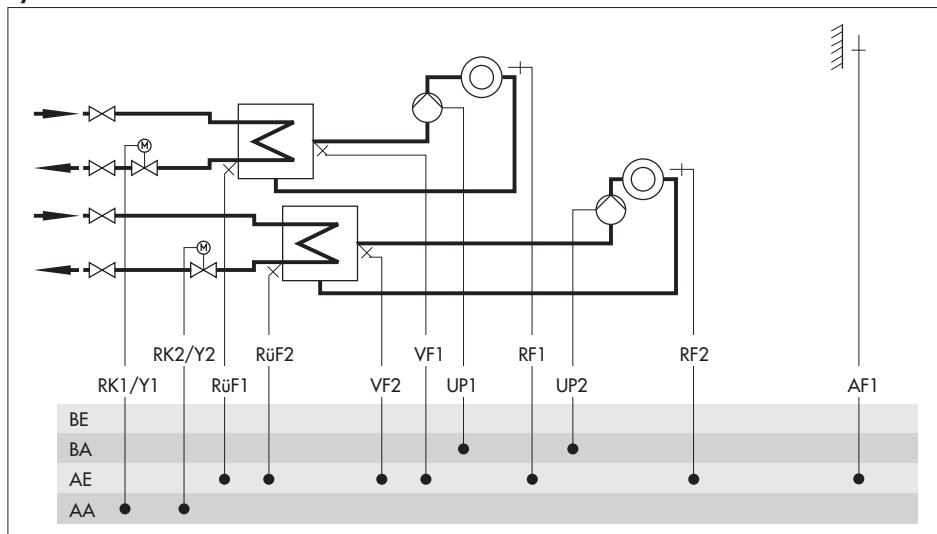 M
M
RK2/Y2 RüF2 VF1 RF1 RF2
RK1/Y1 RüF1 VF2 UP1 UP2 AF1
BE
BA
AE
AA